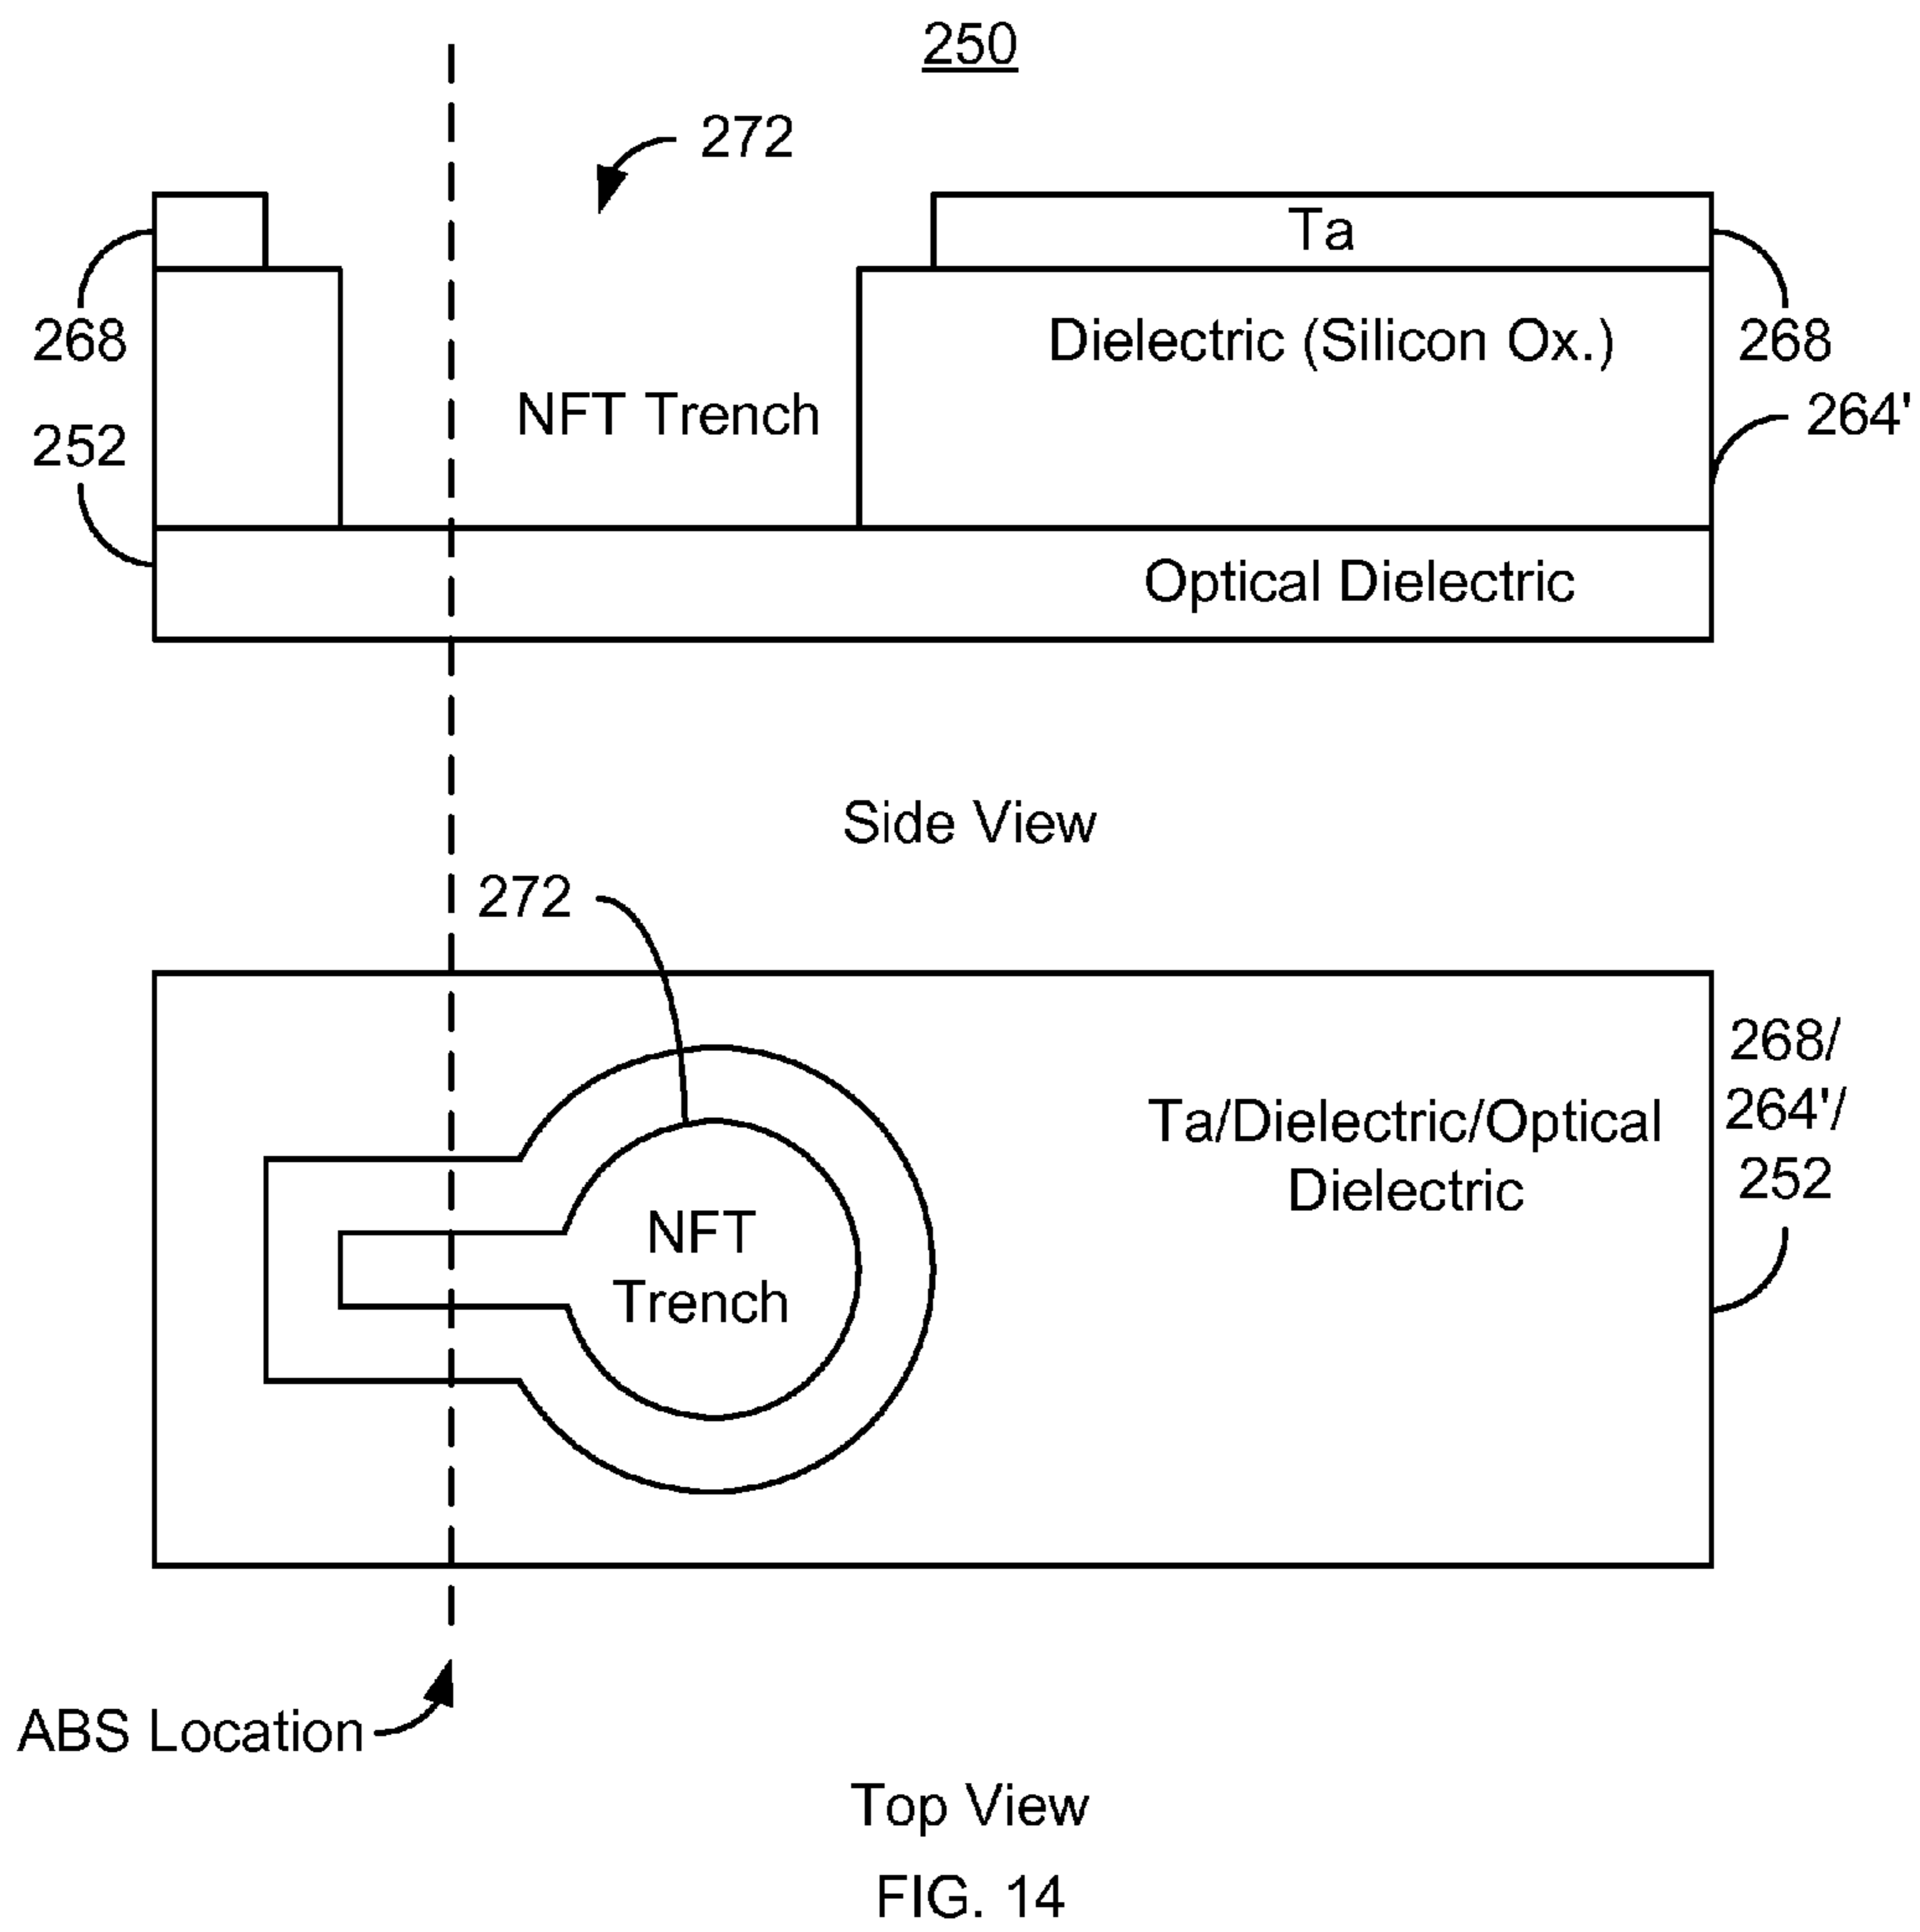 250
272
Ta
268
Dielectric (Silicon Ox.)
268
NFT Trench
264'
252
Optical Dielectric
Side View
272
268/
264'/
252
Ta/Dielectric/Optical
Dielectric
NFT
Trench
ABS Location
Top View
FIG. 14